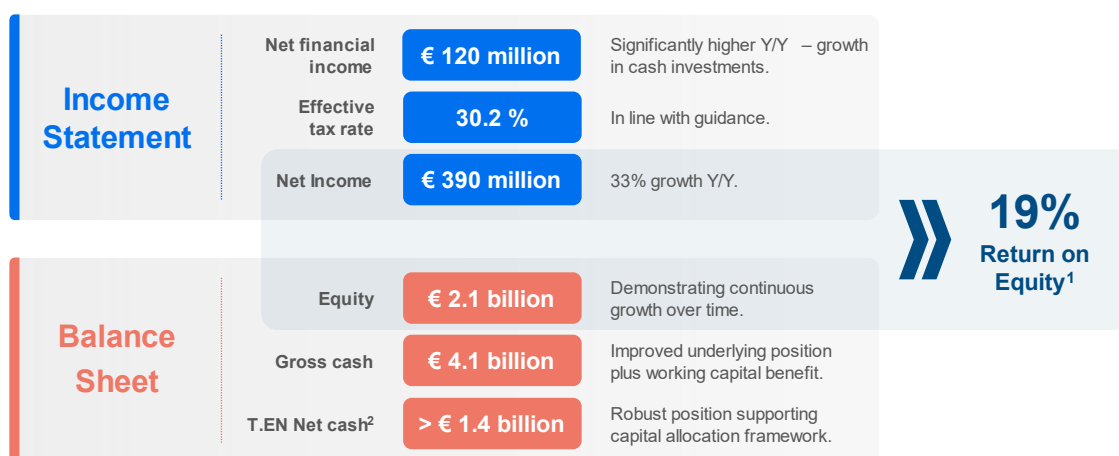 Income
Statement
Net financial
income
€ 120 million
Significantly higher Y/Y – growth
in cash investments.
Effective
tax rate
30.2 %
In line with guidance.
Net Income
€ 390 million
33% growth Y/Y.
19%
Return on
Equity¹
Balance
Sheet
Equity
€ 2.1 billion
Demonstrating continuous
growth over time.
Gross cash
€ 4.1 billion
Improved underlying position
plus working capital benefit.
T.EN Net cash²
> € 1.4 billion
Robust position supporting
capital allocation framework.